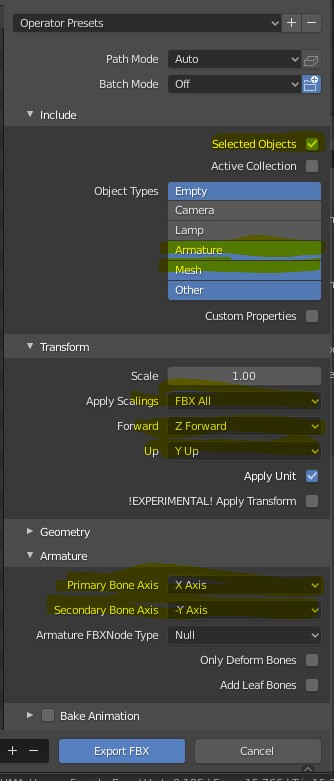 Operator Presets + −
Path Mode Auto
Batch Mode Off
Include
Selected Objects
Active Collection
Object Types Empty
Camera
Lamp
Armature
Mesh
Other
Custom Properties
Transform
Scale 1.00
Apply Scalings FBX All
Forward Z Forward
Up Y Up
Apply Unit
!EXPERIMENTAL! Apply Transform
Geometry
Armature
Primary Bone Axis X Axis
Secondary Bone Axis -Y Axis
Armature FBXNode Type Null
Only Deform Bones
Add Leaf Bones
Bake Animation
+ − Export FBX Cancel